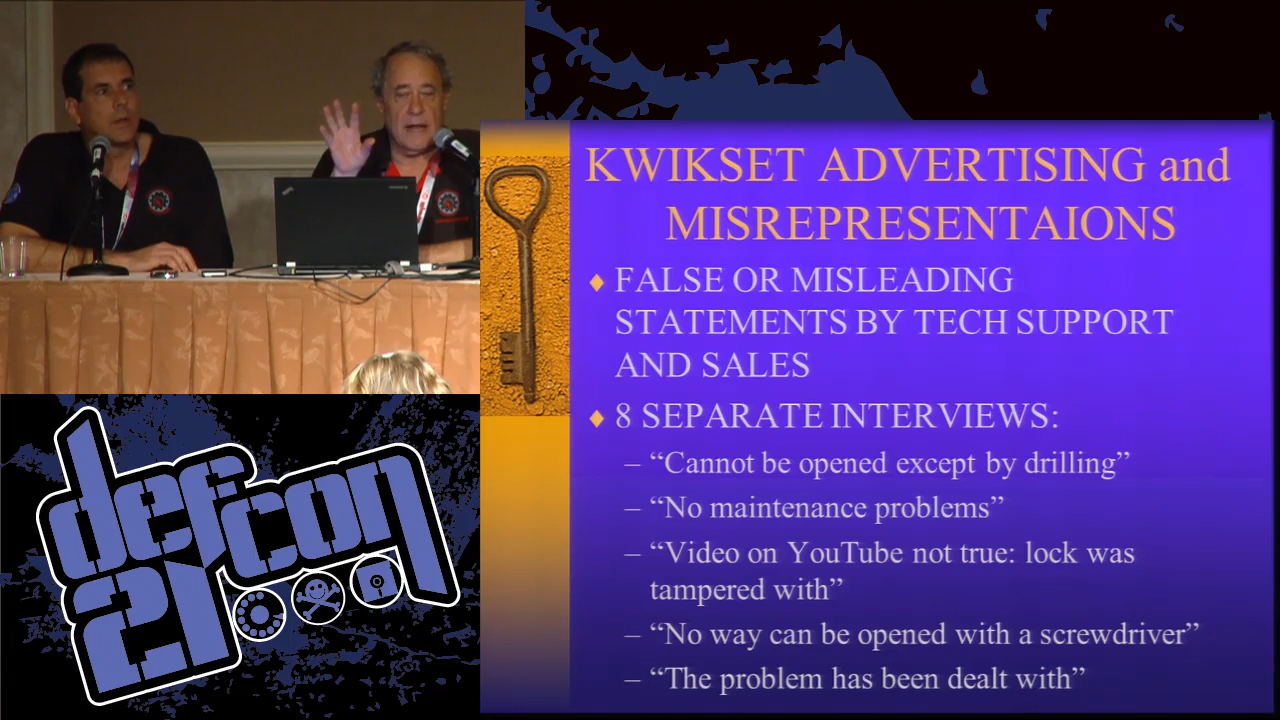 KWIKSET ADVERTISING and
MISREPRESENTAIONS
♦ FALSE OR MISLEADING
STATEMENTS BY TECH SUPPORT
AND SALES
♦ 8 SEPARATE INTERVIEWS:
– “Cannot be opened except by drilling”
– “No maintenance problems”
– “Video on YouTube not true: lock was
tampered with”
– “No way can be opened with a screwdriver”
– “The problem has been dealt with”
defcon
21